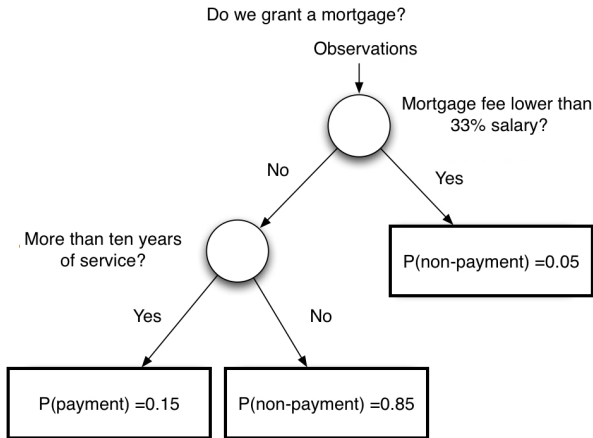 Do we grant a mortgage?
Observations
Mortgage fee lower than
33% salary?
No
Yes
More than ten years
of service?
P(non-payment) =0.05
Yes
No
P(payment) =0.15
P(non-payment) =0.85